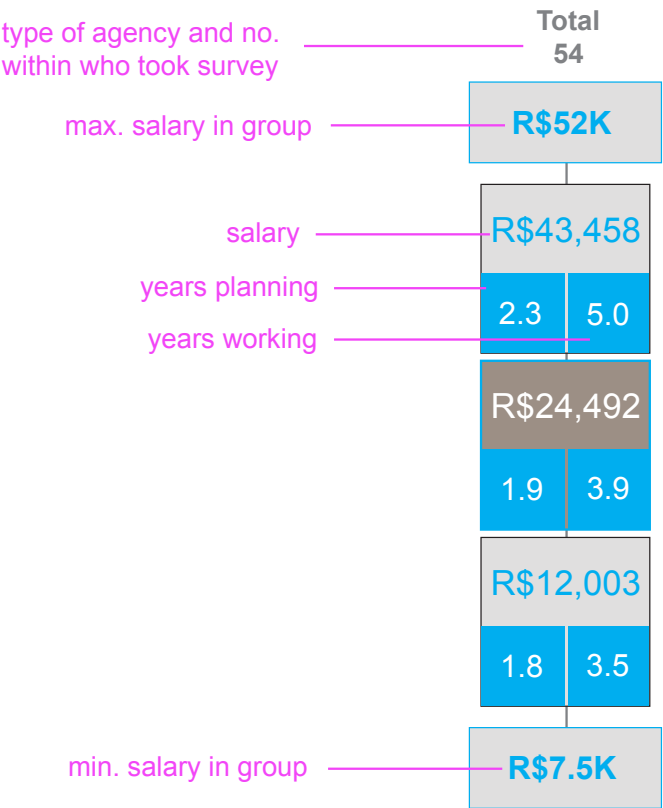 type of agency and no.
within who took survey
Total
54
max. salary in group
R$52K
salary
R$43,458
years planning
2.3 5.0
years working
R$24,492
1.9 3.9
R$12,003
1.8 3.5
min. salary in group
R$7.5K